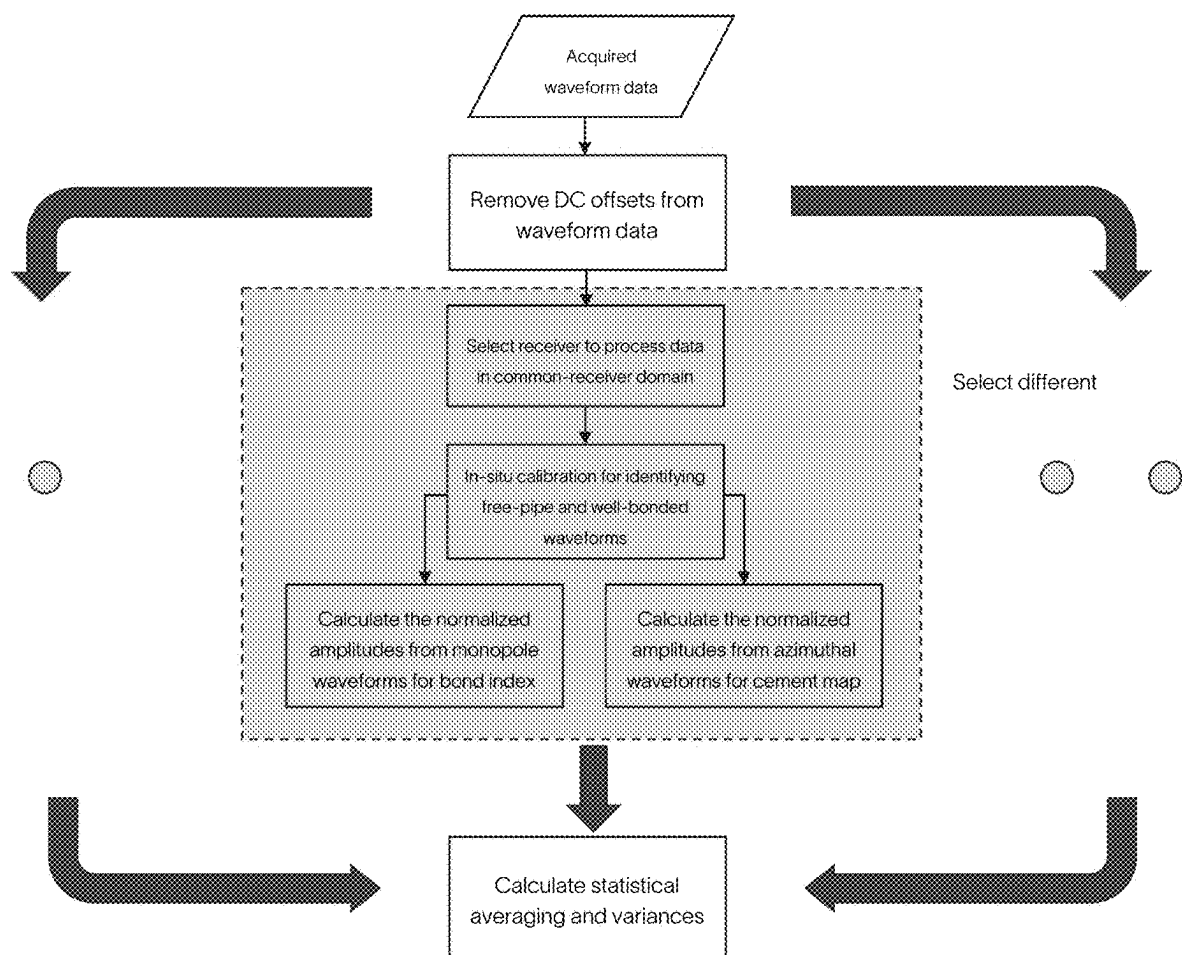 Acquired
waveform data
Remove DC offsets from
waveform data
Select receiver to process data
in common-receiver domain
Select different
In-situ calibration for identifying
free-pipe and well-bonded
waveforms
Calculate the normalized
amplitudes from monopole
waveforms for bond index
Calculate the normalized
amplitudes from azimuthal
waveforms for cement map
Calculate statistical
averaging and variances